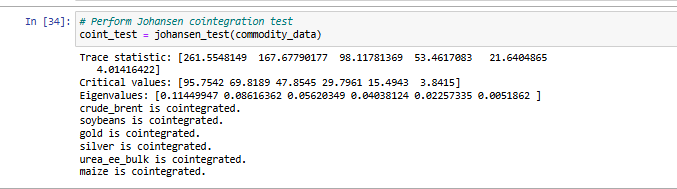 In [34]: # Perform Johansen cointegration test
coint_test = johansen_test(commodity_data)
Trace statistic: [261.5548149  167.67790177  98.11781369  53.4617083   21.6404865
   4.01416422]
Critical values: [95.7542 69.8189 47.8545 29.7961 15.4943  3.8415]
Eigenvalues: [0.11449947 0.08616362 0.05620349 0.04038124 0.02257335 0.0051862 ]
crude_brent is cointegrated.
soybeans is cointegrated.
gold is cointegrated.
silver is cointegrated.
urea_ee_bulk is cointegrated.
maize is cointegrated.